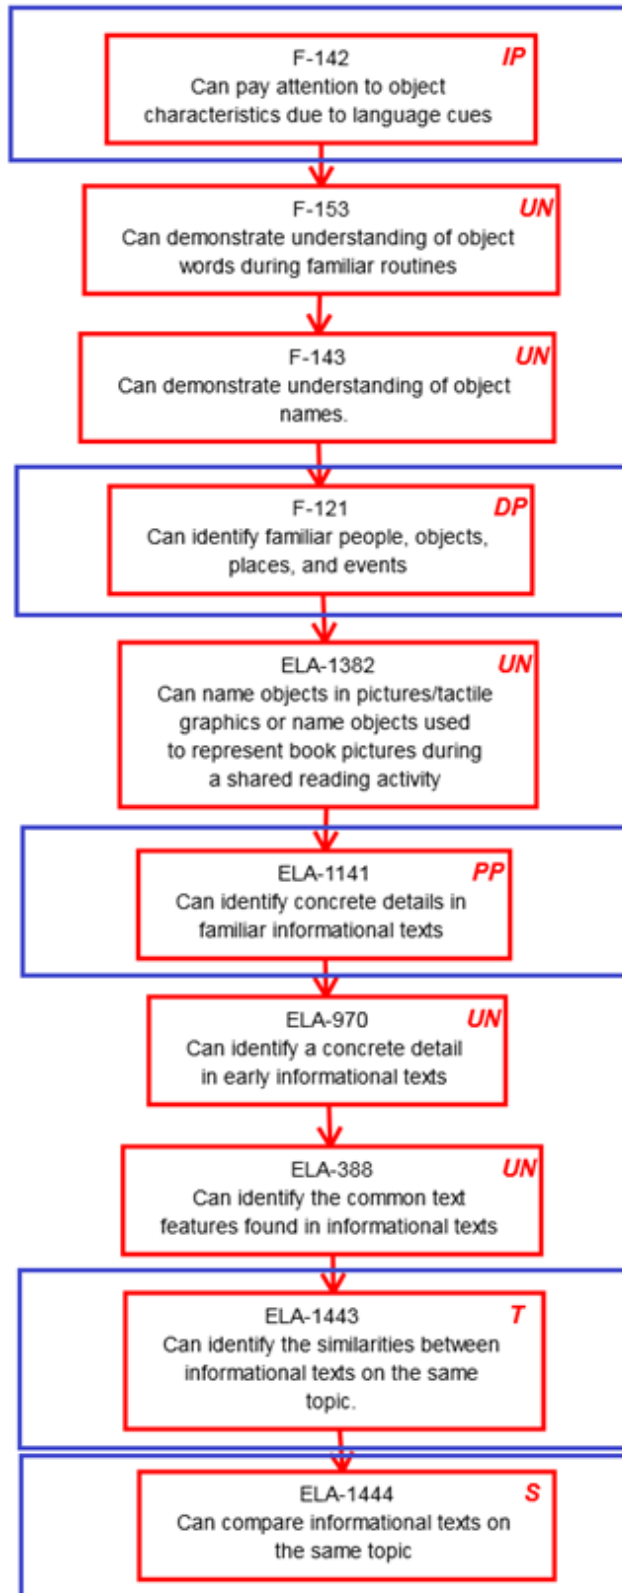 F-142 IP
Can pay attention to object
characteristics due to language cues
F-153 UN
Can demonstrate understanding of object
words during familiar routines
F-143 UN
Can demonstrate understanding of object
names.
F-121 DP
Can identify familiar people, objects,
places, and events
ELA-1382 UN
Can name objects in pictures/tactile
graphics or name objects used
to represent book pictures during
a shared reading activity
ELA-1141 PP
Can identify concrete details in
familiar informational texts
ELA-970 UN
Can identify a concrete detail
in early informational texts
ELA-388 UN
Can identify the common text
features found in informational texts
ELA-1443 T
Can identify the similarities between
informational texts on the same
topic.
ELA-1444 S
Can compare informational texts on
the same topic